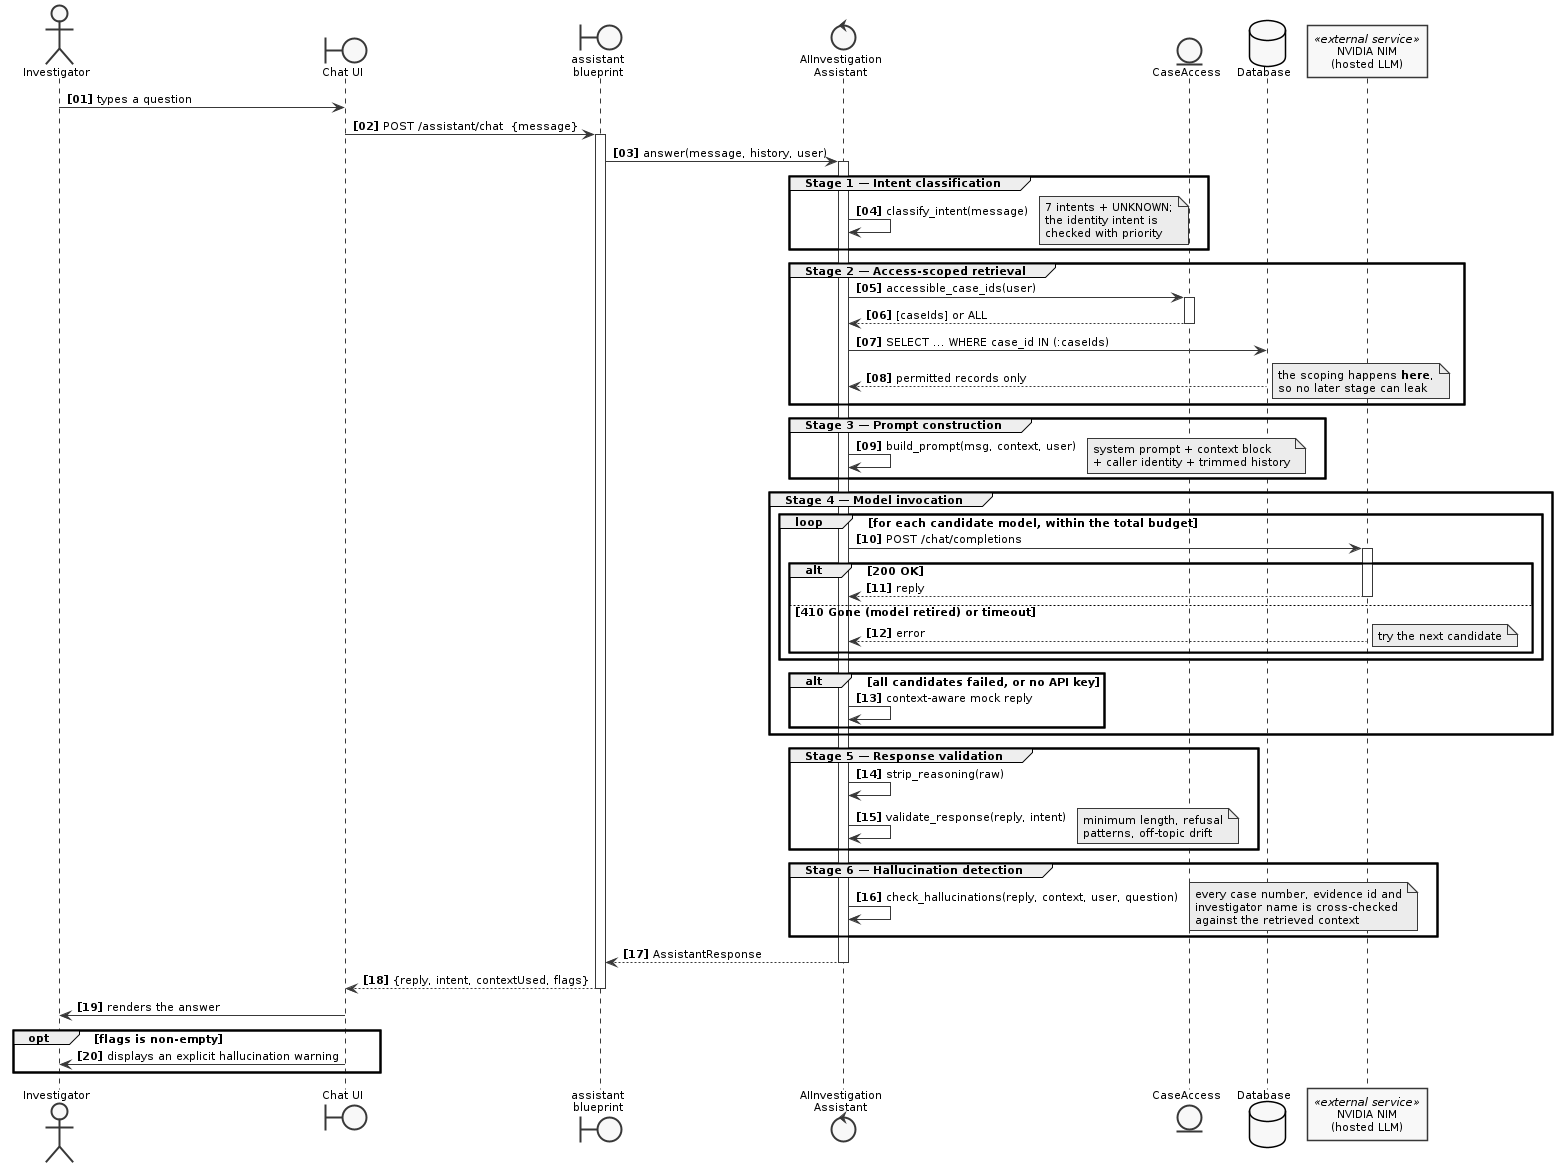 Investigator
Chat UI
assistant
blueprint
AIInvestigation
Assistant
CaseAccess
Database
«external service»
NVIDIA NIM
(hosted LLM)
[01] types a question
[02] POST /assistant/chat {message}
[03] answer(message, history, user)
Stage 1 — Intent classification
[04] classify_intent(message)
7 intents + UNKNOWN;
the identity intent is
checked with priority
Stage 2 — Access-scoped retrieval
[05] accessible_case_ids(user)
[06] [caseIds] or ALL
[07] SELECT ... WHERE case_id IN (:caseIds)
[08] permitted records only
the scoping happens here,
so no later stage can leak
Stage 3 — Prompt construction
[09] build_prompt(msg, context, user)
system prompt + context block
+ caller identity + trimmed history
Stage 4 — Model invocation
loop [for each candidate model, within the total budget]
[10] POST /chat/completions
alt [200 OK]
[11] reply
[410 Gone (model retired) or timeout]
[12] error
try the next candidate
alt [all candidates failed, or no API key]
[13] context-aware mock reply
Stage 5 — Response validation
[14] strip_reasoning(raw)
[15] validate_response(reply, intent)
minimum length, refusal
patterns, off-topic drift
Stage 6 — Hallucination detection
[16] check_hallucinations(reply, context, user, question)
every case number, evidence id and
investigator name is cross-checked
against the retrieved context
[17] AssistantResponse
[18] {reply, intent, contextUsed, flags}
[19] renders the answer
opt [flags is non-empty]
[20] displays an explicit hallucination warning
Investigator
Chat UI
assistant
blueprint
AIInvestigation
Assistant
CaseAccess
Database
«external service»
NVIDIA NIM
(hosted LLM)